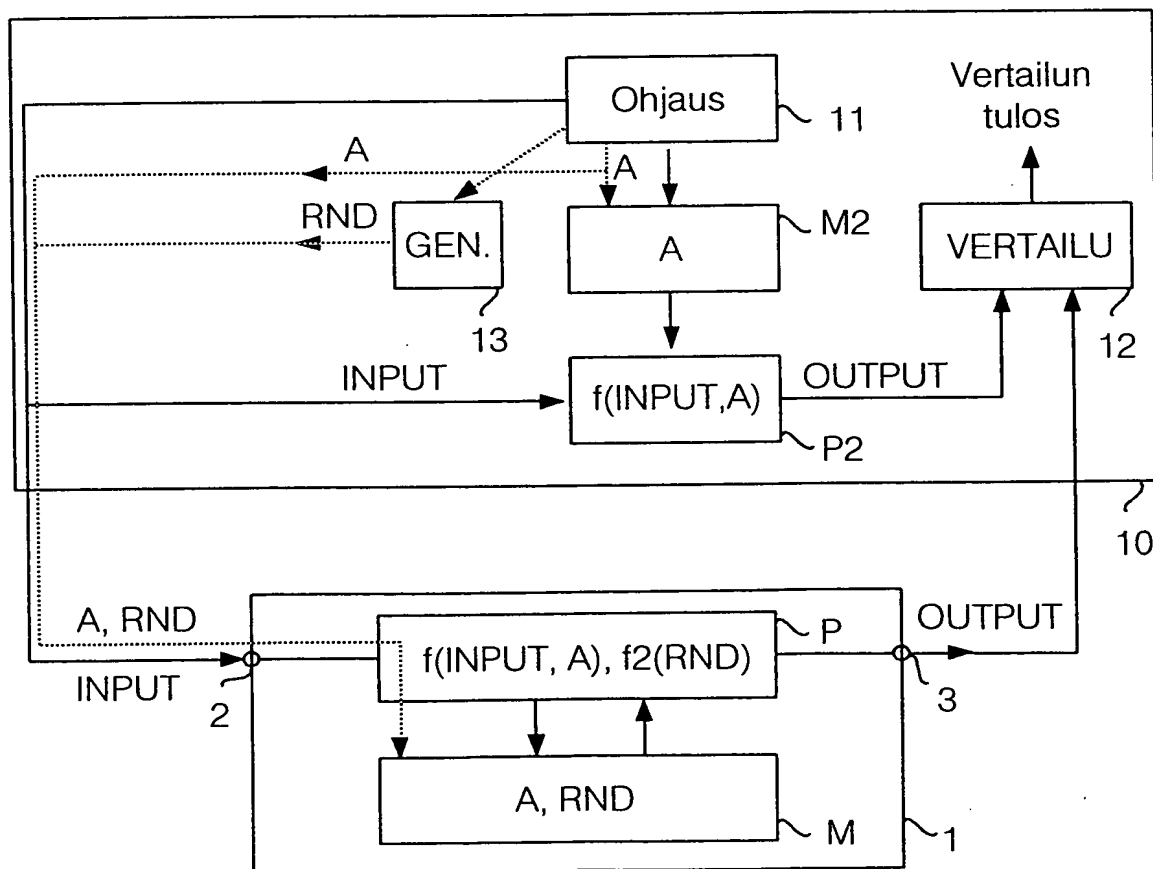 Ohjaus
11
Vertailun
tulos
A
A
RND
GEN.
13
A
M2
VERTAILU
12
INPUT
f(INPUT,A)
P2
OUTPUT
10
A, RND
INPUT
2
f(INPUT, A), f2(RND)
P
OUTPUT
3
A, RND
M
1